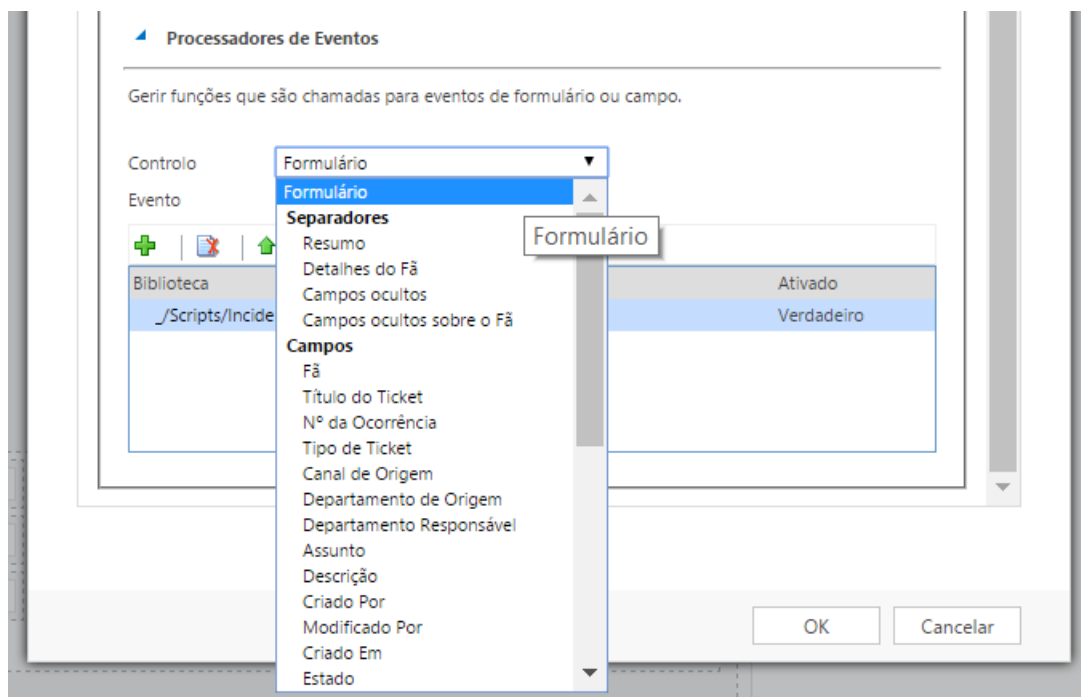 Processadores de Eventos
Gerir funções que são chamadas para eventos de formulário ou campo.
Controlo
Formulário
Evento
Formulário
Separadores
Resumo
Detalhes do Fã
Campos ocultos
Campos ocultos sobre o Fã
Campos
Fã
Título do Ticket
Nº da Ocorrência
Tipo de Ticket
Canal de Origem
Departamento de Origem
Departamento Responsável
Assunto
Descrição
Criado Por
Modificado Por
Criado Em
Estado
Formulário
Biblioteca
Ativado
_/Scripts/Incide
Verdadeiro
OK
Cancelar